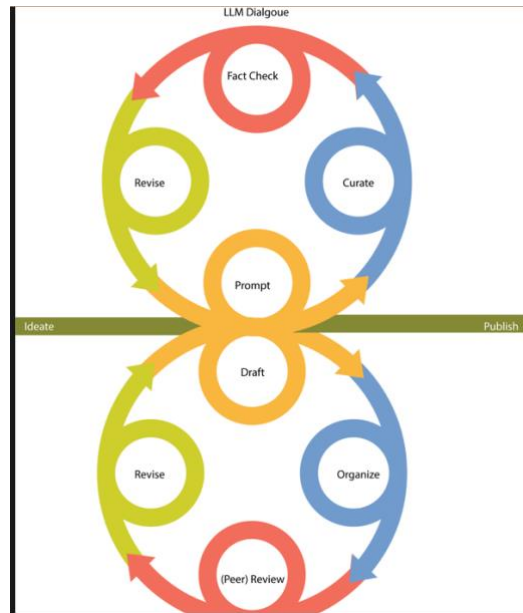 LLM Dialgoue
Fact Check
Revise
Curate
Prompt
Ideate
Publish
Draft
Revise
Organize
(Peer) Review